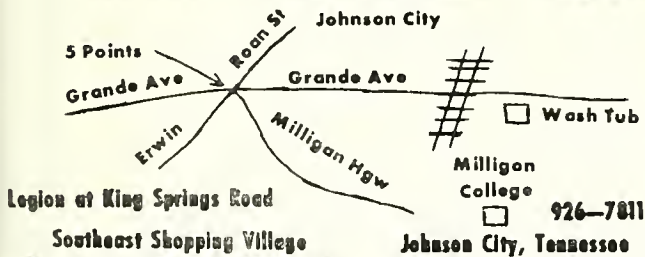 Johnson City
Roan St
5 Points
Grande Ave
Grande Ave
Wash Tub
Erwin
Milligan Hgw
Milligan
College
Legion at King Springs Road
926—7811
Southeast Shopping Village
Johnson City, Tennessee